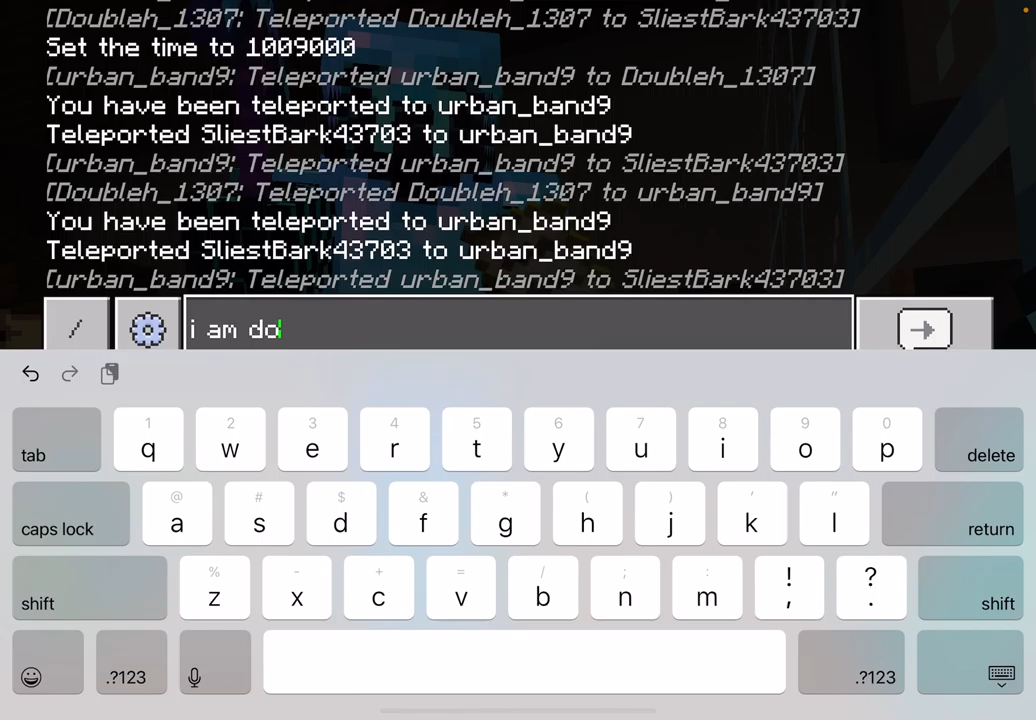 [Doubleh_1307: Teleported Doubleh_1307 to SliestBark43703]
Set the time to 1009000
[urban_band9: Teleported urban_band9 to Doubleh_1307]
You have been teleported to urban_band9
Teleported SliestBark43703 to urban_band9
[urban_band9: Teleported urban_band9 to SliestBark43703]
[Doubleh_1307: Teleported Doubleh_1307 to urban_band9]
You have been teleported to urban_band9
Teleported SliestBark43703 to urban_band9
[urban_band9: Teleported urban_band9 to SliestBark43703]
/ i am do
1 2 3 4 5 6 7 8 9 0
tab q w e r t y u i o p delete
@ # $ & * ( ) ' "
caps lock a s d f g h j k l return
% - + = / ; : ! ?
shift z x c v b n m , . shift
.?123 .?123